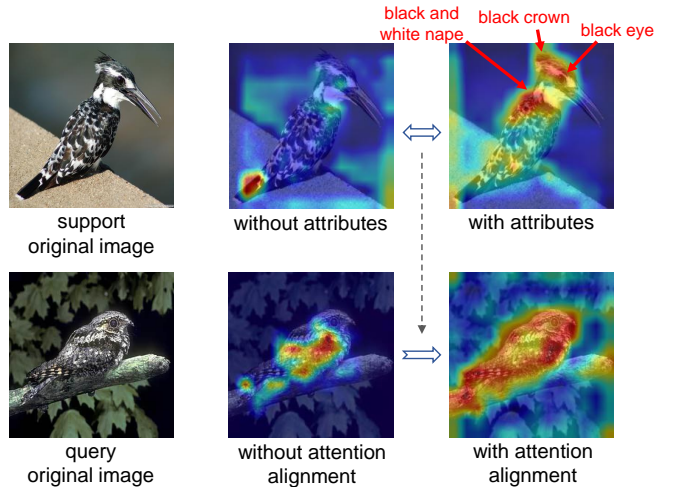 black and
white nape
black crown
black eye
support
original image
without attributes
with attributes
query
original image
without attention
alignment
with attention
alignment